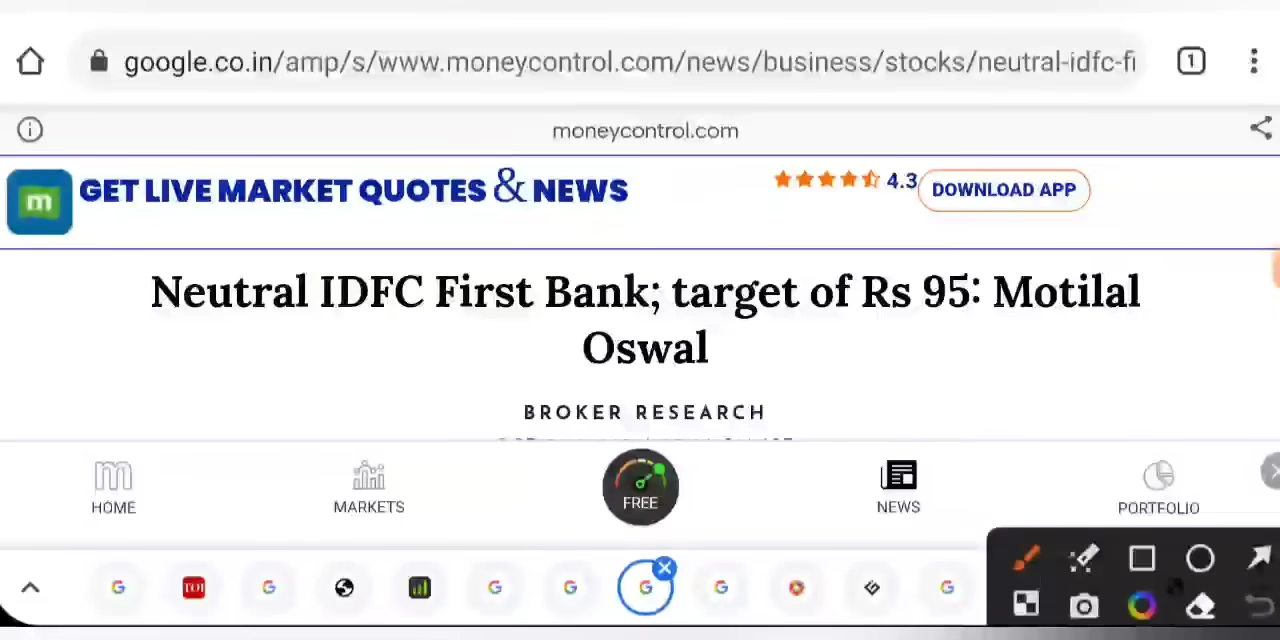 google.co.in/amp/s/www.moneycontrol.com/news/business/stocks/neutral-idfc-fi
1
moneycontrol.com
m GET LIVE MARKET QUOTES & NEWS 4.3 DOWNLOAD APP
Neutral IDFC First Bank; target of Rs 95: Motilal
Oswal
BROKER RESEARCH
HOME MARKETS FREE NEWS PORTFOLIO
TOI